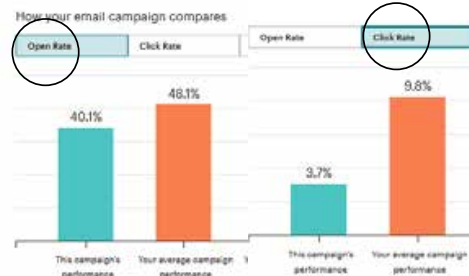 How your email campaign compares
Open Rate
Click Rate
48.1%
40.1%
This campaign's
performance
Your average campaign
performance
Open Rate
Click Rate
9.8%
3.7%
This campaign's
performance
Your average campaign
performance